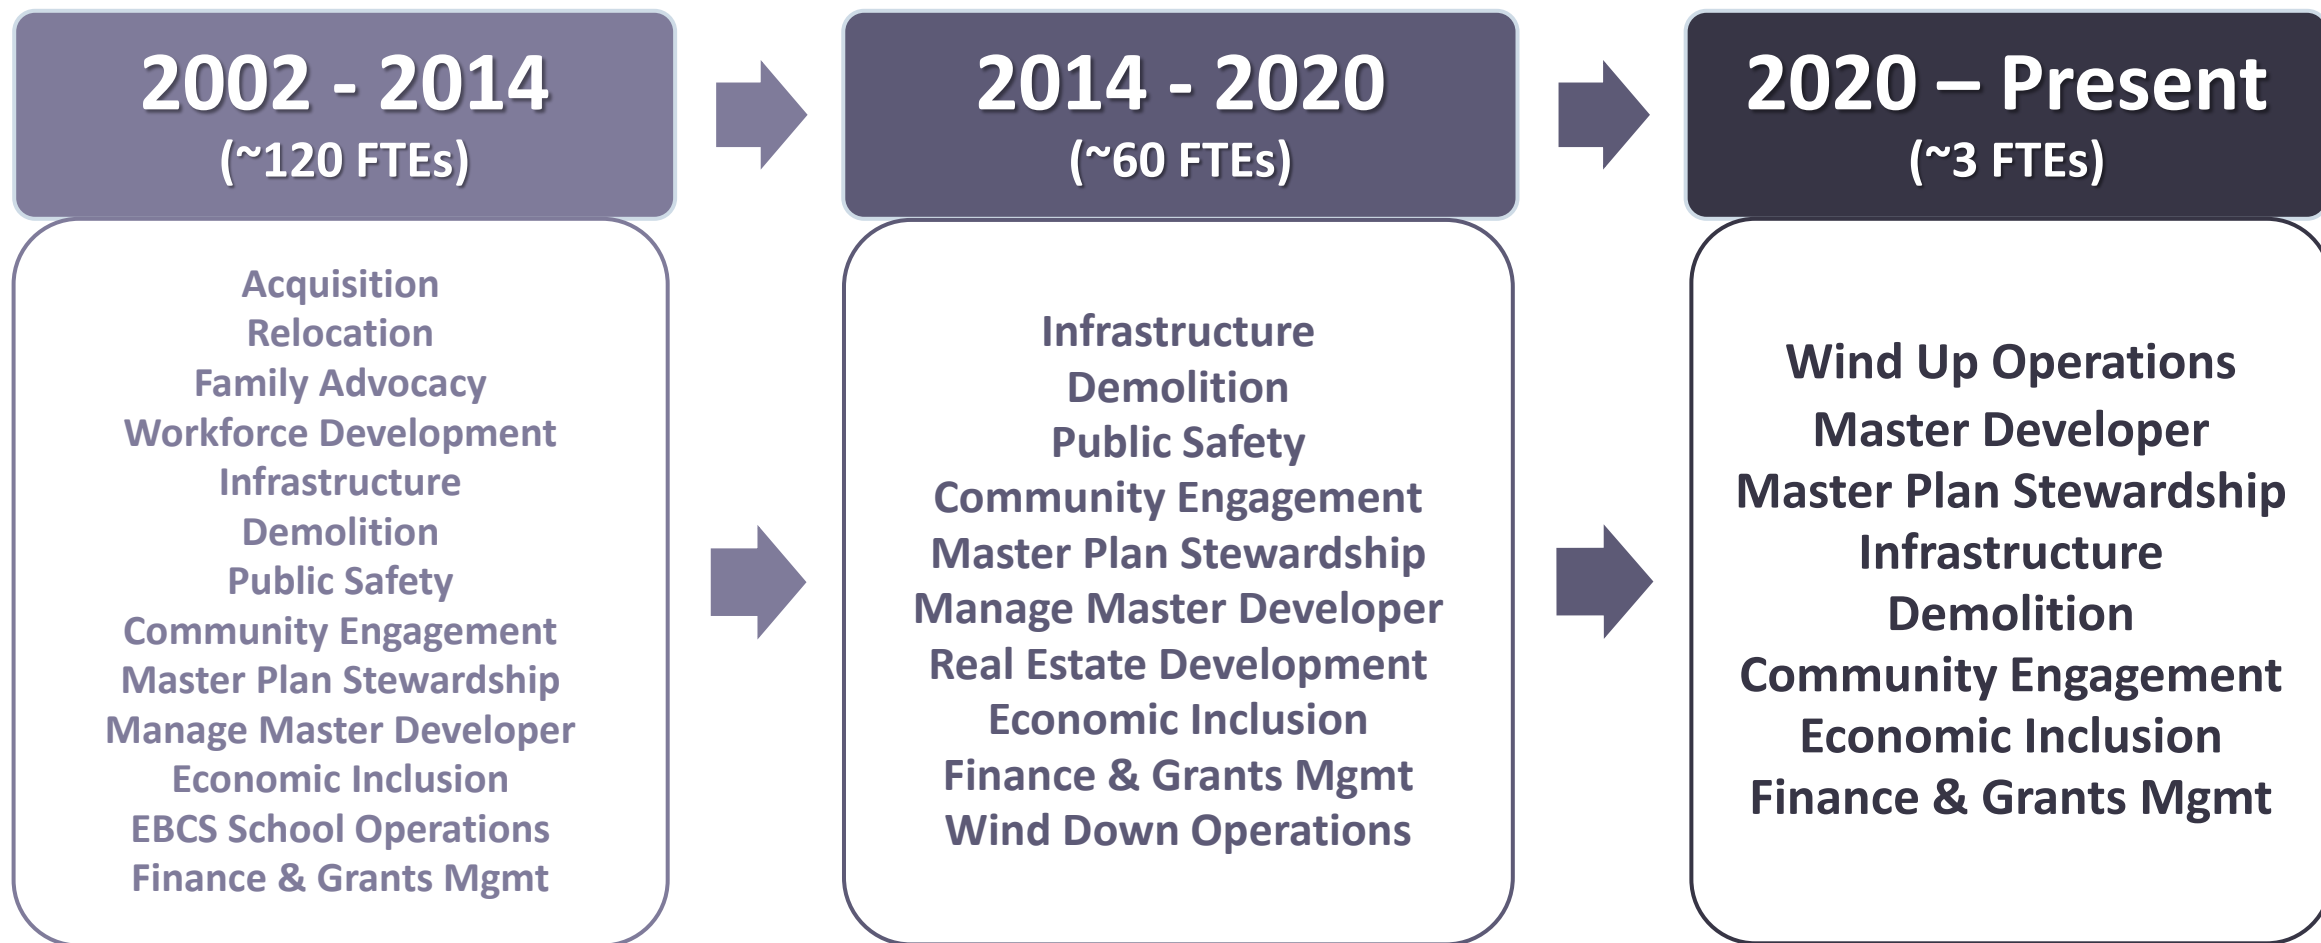 2002 - 2014
(~120 FTEs)
Acquisition
Relocation
Family Advocacy
Workforce Development
Infrastructure
Demolition
Public Safety
Community Engagement
Master Plan Stewardship
Manage Master Developer
Economic Inclusion
EBCS School Operations
Finance & Grants Mgmt
2014 - 2020
(~60 FTEs)
Infrastructure
Demolition
Public Safety
Community Engagement
Master Plan Stewardship
Manage Master Developer
Real Estate Development
Economic Inclusion
Finance & Grants Mgmt
Wind Down Operations
2020 – Present
(~3 FTEs)
Wind Up Operations
Master Developer
Master Plan Stewardship
Infrastructure
Demolition
Community Engagement
Economic Inclusion
Finance & Grants Mgmt